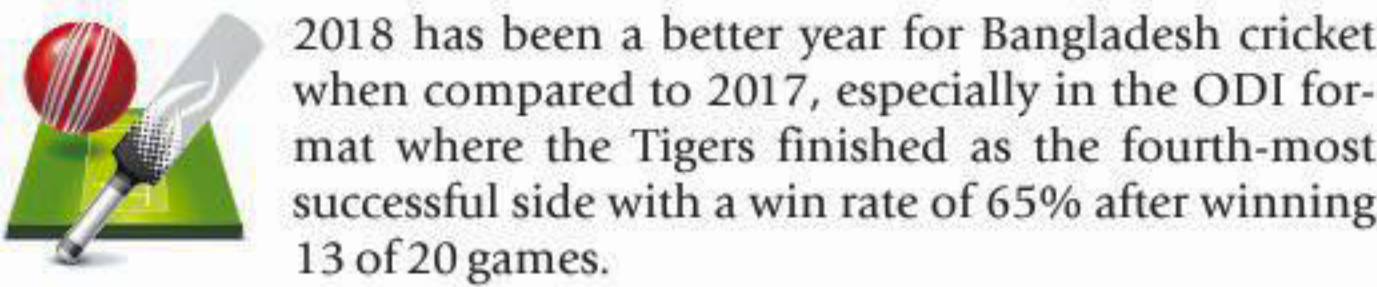 2018 has been a better year for Bangladesh cricket
when compared to 2017, especially in the ODI for-
mat where the Tigers finished as the fourth-most
successful side with a win rate of 65% after winning
13 of 20 games.